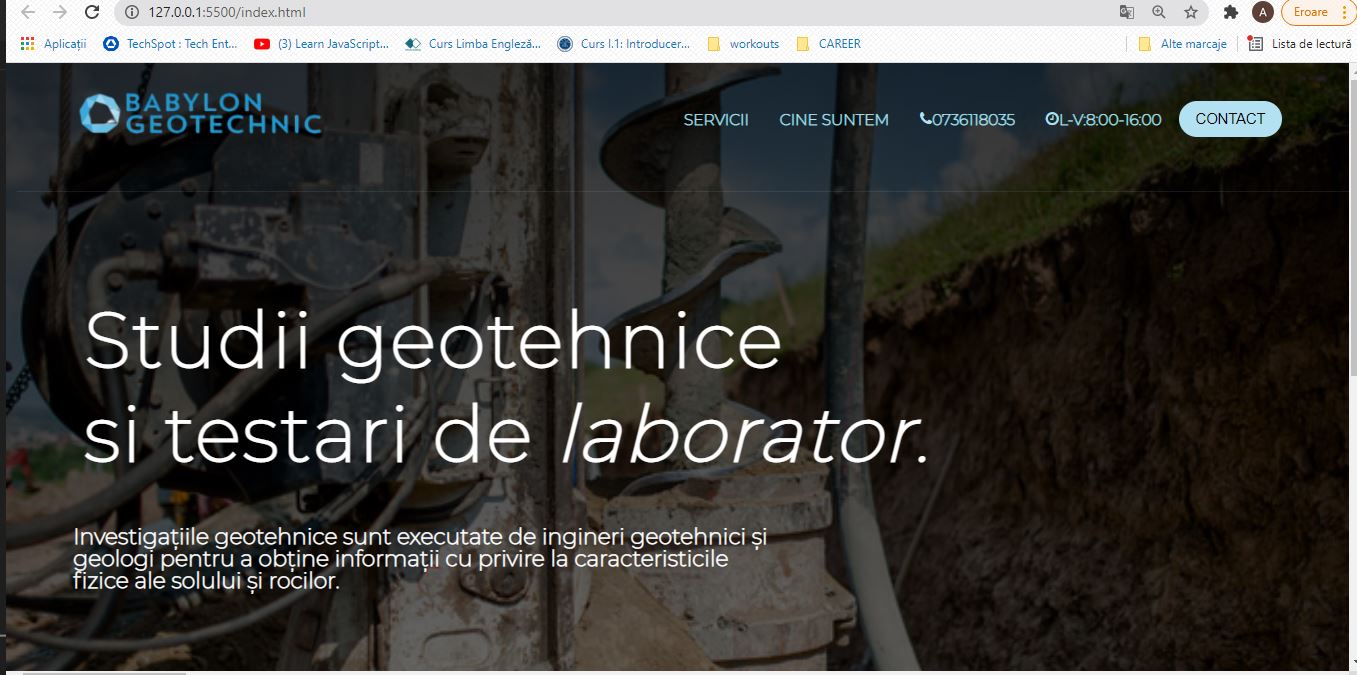 127.0.0.1:5500/index.html
A
Eroare
Aplicații
TechSpot : Tech Ent...
(3) Learn JavaScript...
Curs Limba Engleză...
Curs I.1: Introducer...
workouts
CAREER
Alte marcaje
Lista de lectură
BABYLON
GEOTECHNIC
SERVICII
CINE SUNTEM
0736118035
L-V:8:00-16:00
CONTACT
Studii geotehnice
si testari de laborator.
Investigațiile geotehnice sunt executate de ingineri geotehnici și
geologi pentru a obține informații cu privire la caracteristicile
fizice ale solului și rocilor.